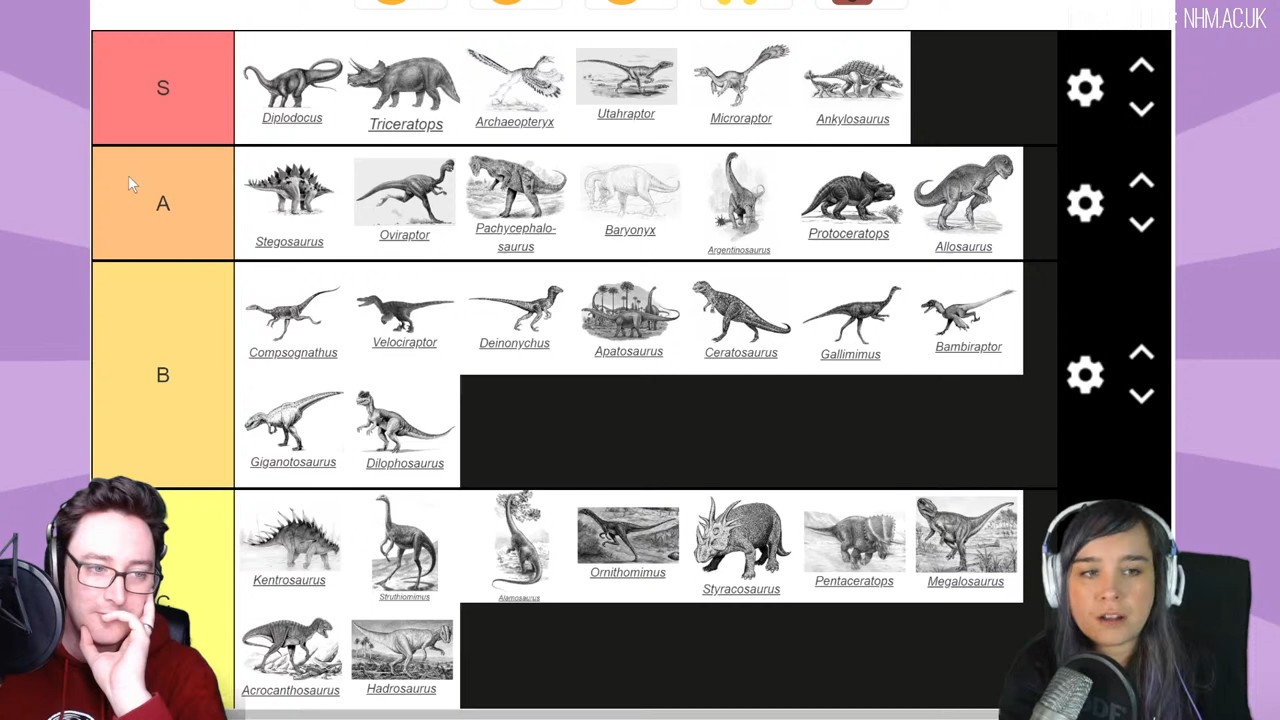 NHM.AC.UK
S
Diplodocus
Triceratops
Archaeopteryx
Utahraptor
Microraptor
Ankylosaurus
A
Stegosaurus
Oviraptor
Pachycephalo-
saurus
Baryonyx
Argentinosaurus
Protoceratops
Allosaurus
B
Compsognathus
Velociraptor
Deinonychus
Apatosaurus
Ceratosaurus
Gallimimus
Bambiraptor
Giganotosaurus
Dilophosaurus
C
Kentrosaurus
Struthiomimus
Alamosaurus
Ornithomimus
Styracosaurus
Pentaceratops
Megalosaurus
Acrocanthosaurus
Hadrosaurus